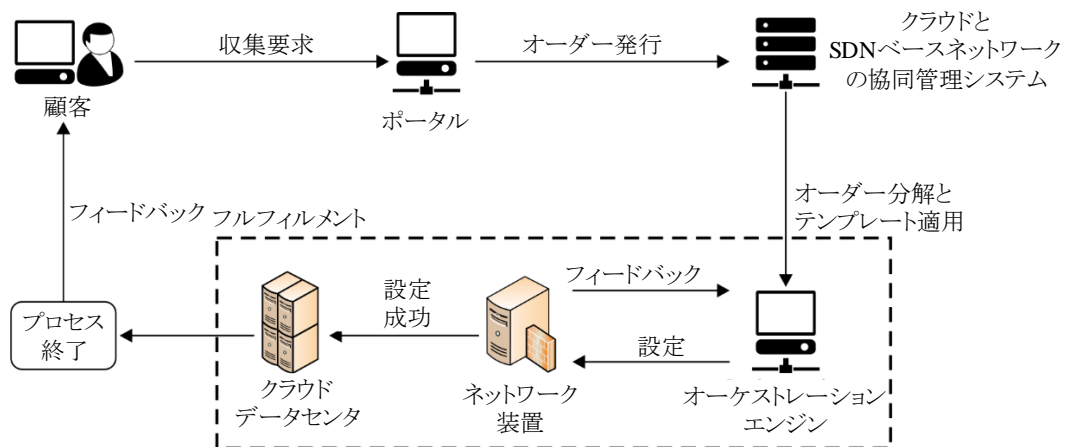 収集要求
オーダー発行
クラウドと
SDNベースネットワーク
の協同管理システム
顧客
ポータル
オーダー分解と
テンプレート適用
フィードバック
フルフィルメント
フィードバック
設定
成功
設定
プロセス
終了
クラウド
データセンタ
ネットワーク
装置
オーケストレーション
エンジン